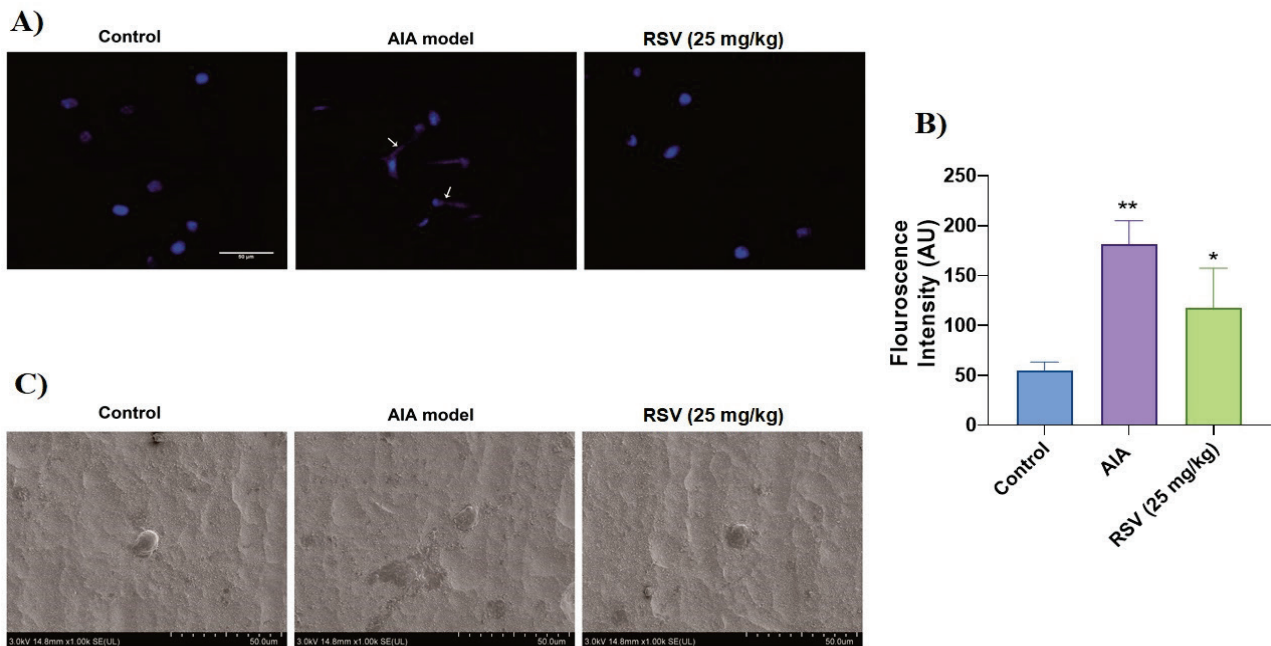 A)
Control
AIA model
RSV (25 mg/kg)
50 µm
B)
Flouroscence
Intensity (AU)
250
200
150
100
50
0
**
*
Control
AIA
RSV (25 mg/kg)
C)
Control
AIA model
RSV (25 mg/kg)
3.0kV 14.8mm x1.00k SE(UL) 50.0um
3.0kV 14.8mm x1.00k SE(UL) 50.0um
3.0kV 14.8mm x1.00k SE(UL) 50.0um